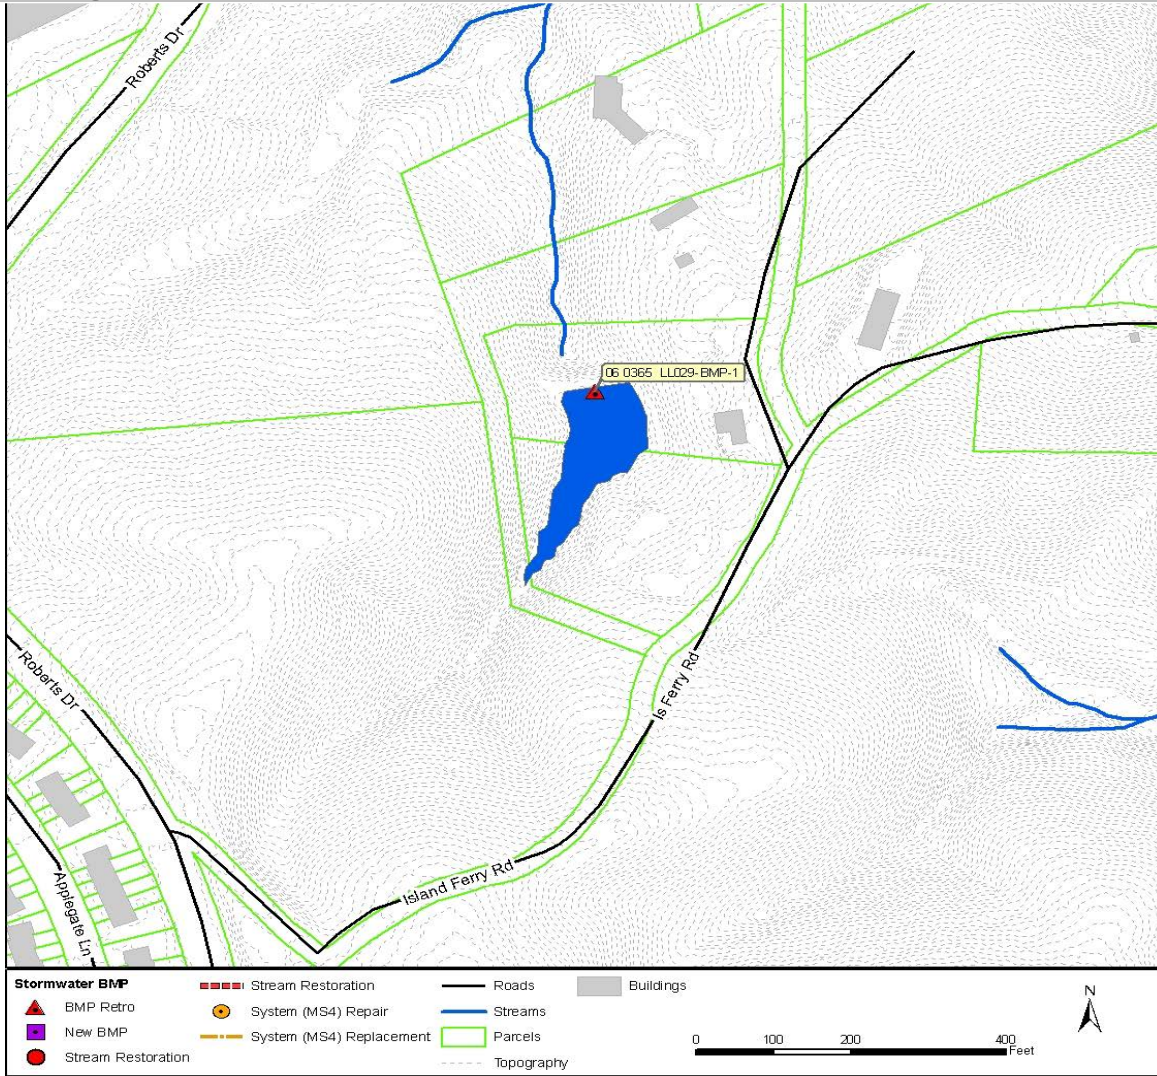 Roberts Dr
06 0365 LL029-BMP-1
Is Ferry Rd
Roberts Dr
Island Ferry Rd
Applegate Ln
Stormwater BMP
BMP Retro
New BMP
Stream Restoration
Stream Restoration
System (MS4) Repair
System (MS4) Replacement
Roads
Streams
Parcels
Topography
Buildings
N
0 100 200 400
Feet